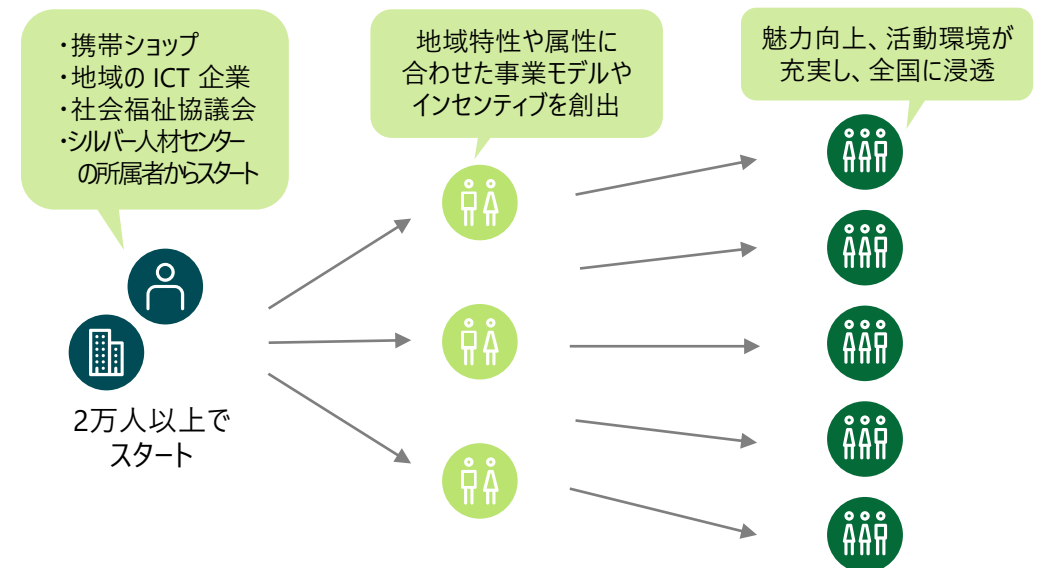 ・携帯ショップ
・地域の ICT 企業
・社会福祉協議会
・シルバー人材センター
の所属者からスタート
2万人以上で
スタート
地域特性や属性に
合わせた事業モデルや
インセンティブを創出
魅力向上、活動環境が
充実し、全国に浸透